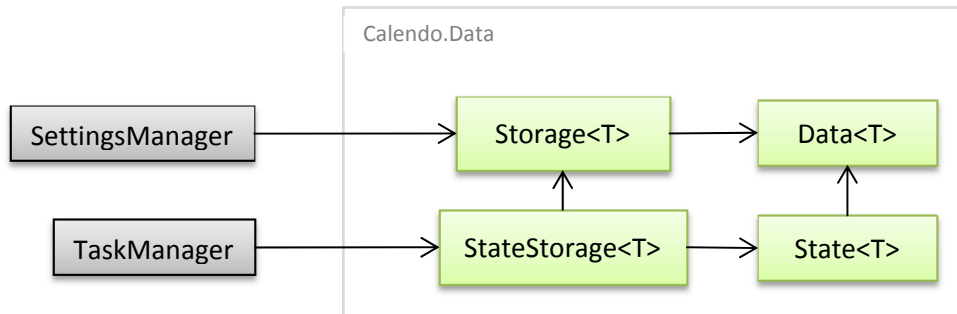 Calendo.Data
SettingsManager
Storage<T>
Data<T>
TaskManager
StateStorage<T>
State<T>